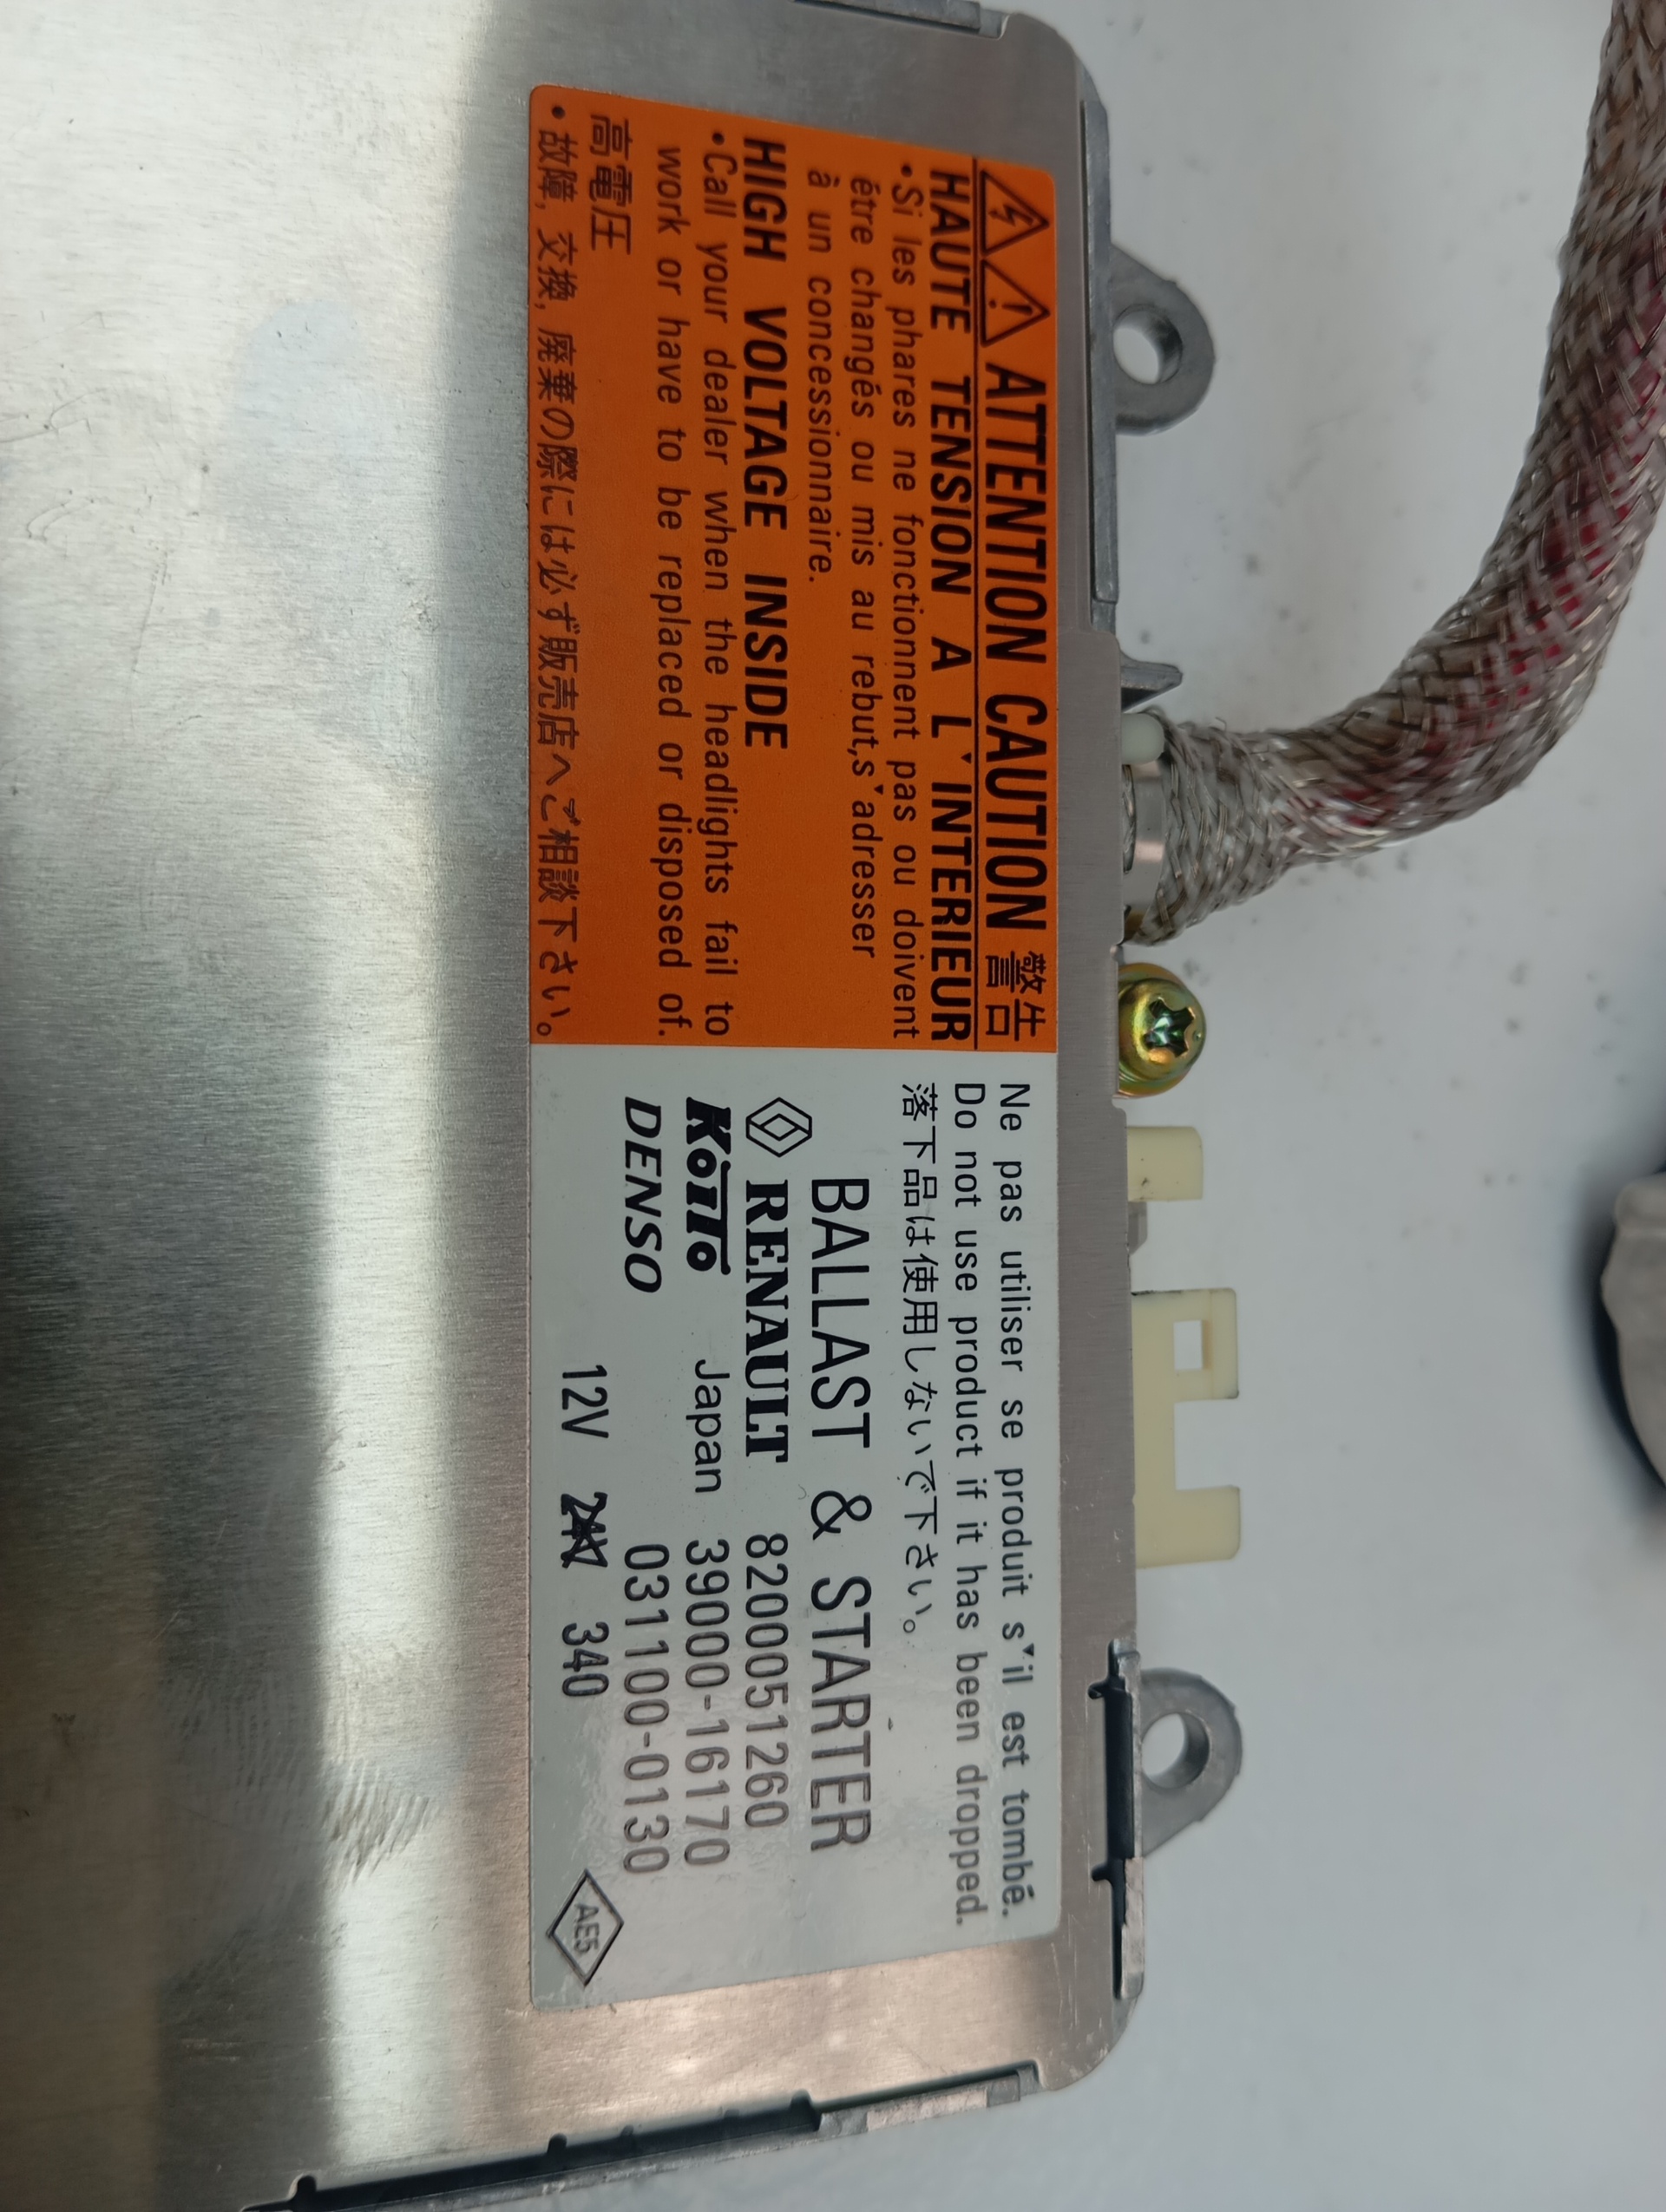 ATTENTION CAUTION 警告
HAUTE TENSION A L'INTERIEUR
•Si les phares ne fonctionnent pas ou doivent
être changés ou mis au rebut,s'adresser
à un concessionnaire.
HIGH VOLTAGE INSIDE
•Call your dealer when the headlights fail to
work or have to be replaced or disposed of.
高電圧
•故障, 交換, 廃棄の際には必ず販売店へご相談下さい。
Ne pas utiliser se produit s'il est tombé.
Do not use product if it has been dropped.
落下品は使用しないで下さい。
BALLAST & STARTER
RENAULT 8200051260
KOITO Japan 39000-16170
DENSO 031100-0130
12V 24V 340
AE5